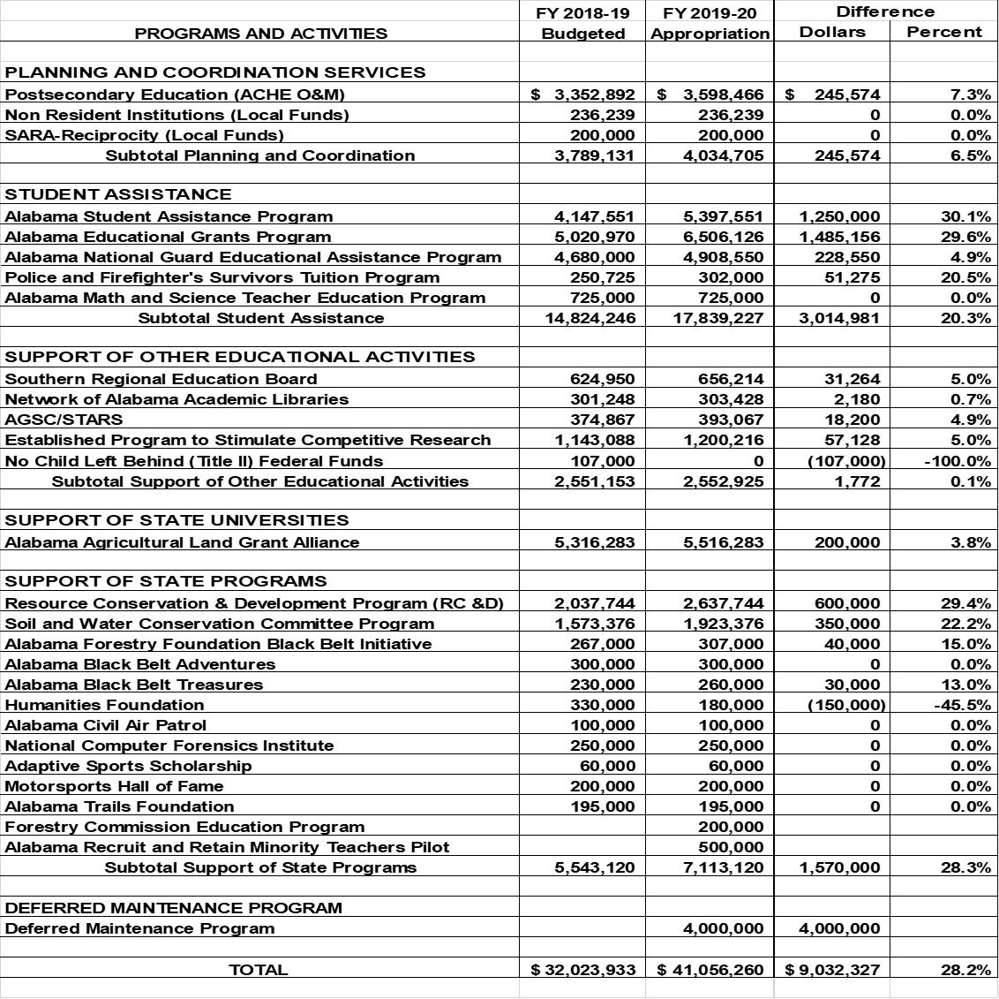 FY 2018-19 FY 2019-20 Difference
PROGRAMS AND ACTIVITIES Budgeted Appropriation Dollars Percent
PLANNING AND COORDINATION SERVICES
Postsecondary Education (ACHE O&M) $ 3,352,892 $ 3,598,466 $ 245,574 7.3%
Non Resident Institutions (Local Funds) 236,239 236,239 0 0.0%
SARA-Reciprocity (Local Funds) 200,000 200,000 0 0.0%
Subtotal Planning and Coordination 3,789,131 4,034,705 245,574 6.5%
STUDENT ASSISTANCE
Alabama Student Assistance Program 4,147,551 5,397,551 1,250,000 30.1%
Alabama Educational Grants Program 5,020,970 6,506,126 1,485,156 29.6%
Alabama National Guard Educational Assistance Program 4,680,000 4,908,550 228,550 4.9%
Police and Firefighter's Survivors Tuition Program 250,725 302,000 51,275 20.5%
Alabama Math and Science Teacher Education Program 725,000 725,000 0 0.0%
Subtotal Student Assistance 14,824,246 17,839,227 3,014,981 20.3%
SUPPORT OF OTHER EDUCATIONAL ACTIVITIES
Southern Regional Education Board 624,950 656,214 31,264 5.0%
Network of Alabama Academic Libraries 301,248 303,428 2,180 0.7%
AGSC/STARS 374,867 393,067 18,200 4.9%
Established Program to Stimulate Competitive Research 1,143,088 1,200,216 57,128 5.0%
No Child Left Behind (Title II) Federal Funds 107,000 0 (107,000) -100.0%
Subtotal Support of Other Educational Activities 2,551,153 2,552,925 1,772 0.1%
SUPPORT OF STATE UNIVERSITIES
Alabama Agricultural Land Grant Alliance 5,316,283 5,516,283 200,000 3.8%
SUPPORT OF STATE PROGRAMS
Resource Conservation & Development Program (RC &D) 2,037,744 2,637,744 600,000 29.4%
Soil and Water Conservation Committee Program 1,573,376 1,923,376 350,000 22.2%
Alabama Forestry Foundation Black Belt Initiative 267,000 307,000 40,000 15.0%
Alabama Black Belt Adventures 300,000 300,000 0 0.0%
Alabama Black Belt Treasures 230,000 260,000 30,000 13.0%
Humanities Foundation 330,000 180,000 (150,000) -45.5%
Alabama Civil Air Patrol 100,000 100,000 0 0.0%
National Computer Forensics Institute 250,000 250,000 0 0.0%
Adaptive Sports Scholarship 60,000 60,000 0 0.0%
Motorsports Hall of Fame 200,000 200,000 0 0.0%
Alabama Trails Foundation 195,000 195,000 0 0.0%
Forestry Commission Education Program 200,000
Alabama Recruit and Retain Minority Teachers Pilot 500,000
Subtotal Support of State Programs 5,543,120 7,113,120 1,570,000 28.3%
DEFERRED MAINTENANCE PROGRAM
Deferred Maintenance Program 4,000,000 4,000,000
TOTAL $ 32,023,933 $ 41,056,260 $ 9,032,327 28.2%